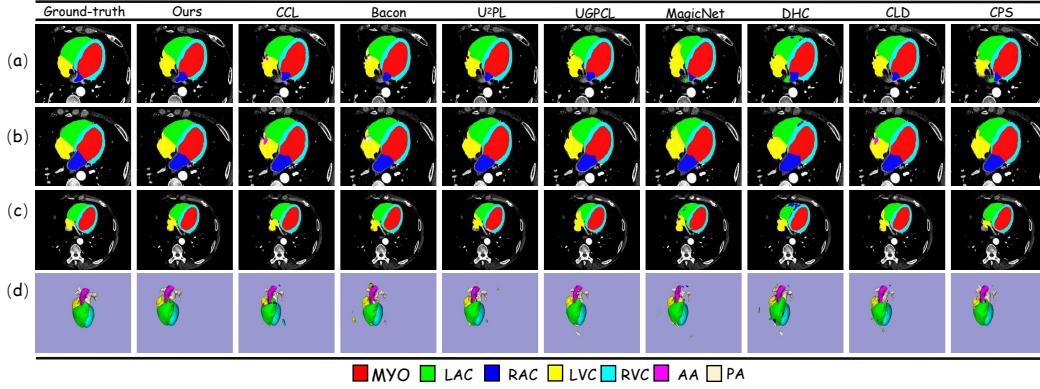 Ground-truth Ours CCL Bacon U²PL UGPCL MagicNet DHC CLD CPS
(a)
(b)
(c)
(d)
MYO LAC RAC LVC RVC AA PA